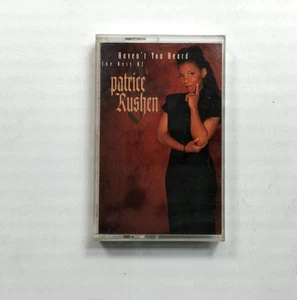 Haven't You Heard
The Best Of
patrice
Rushen